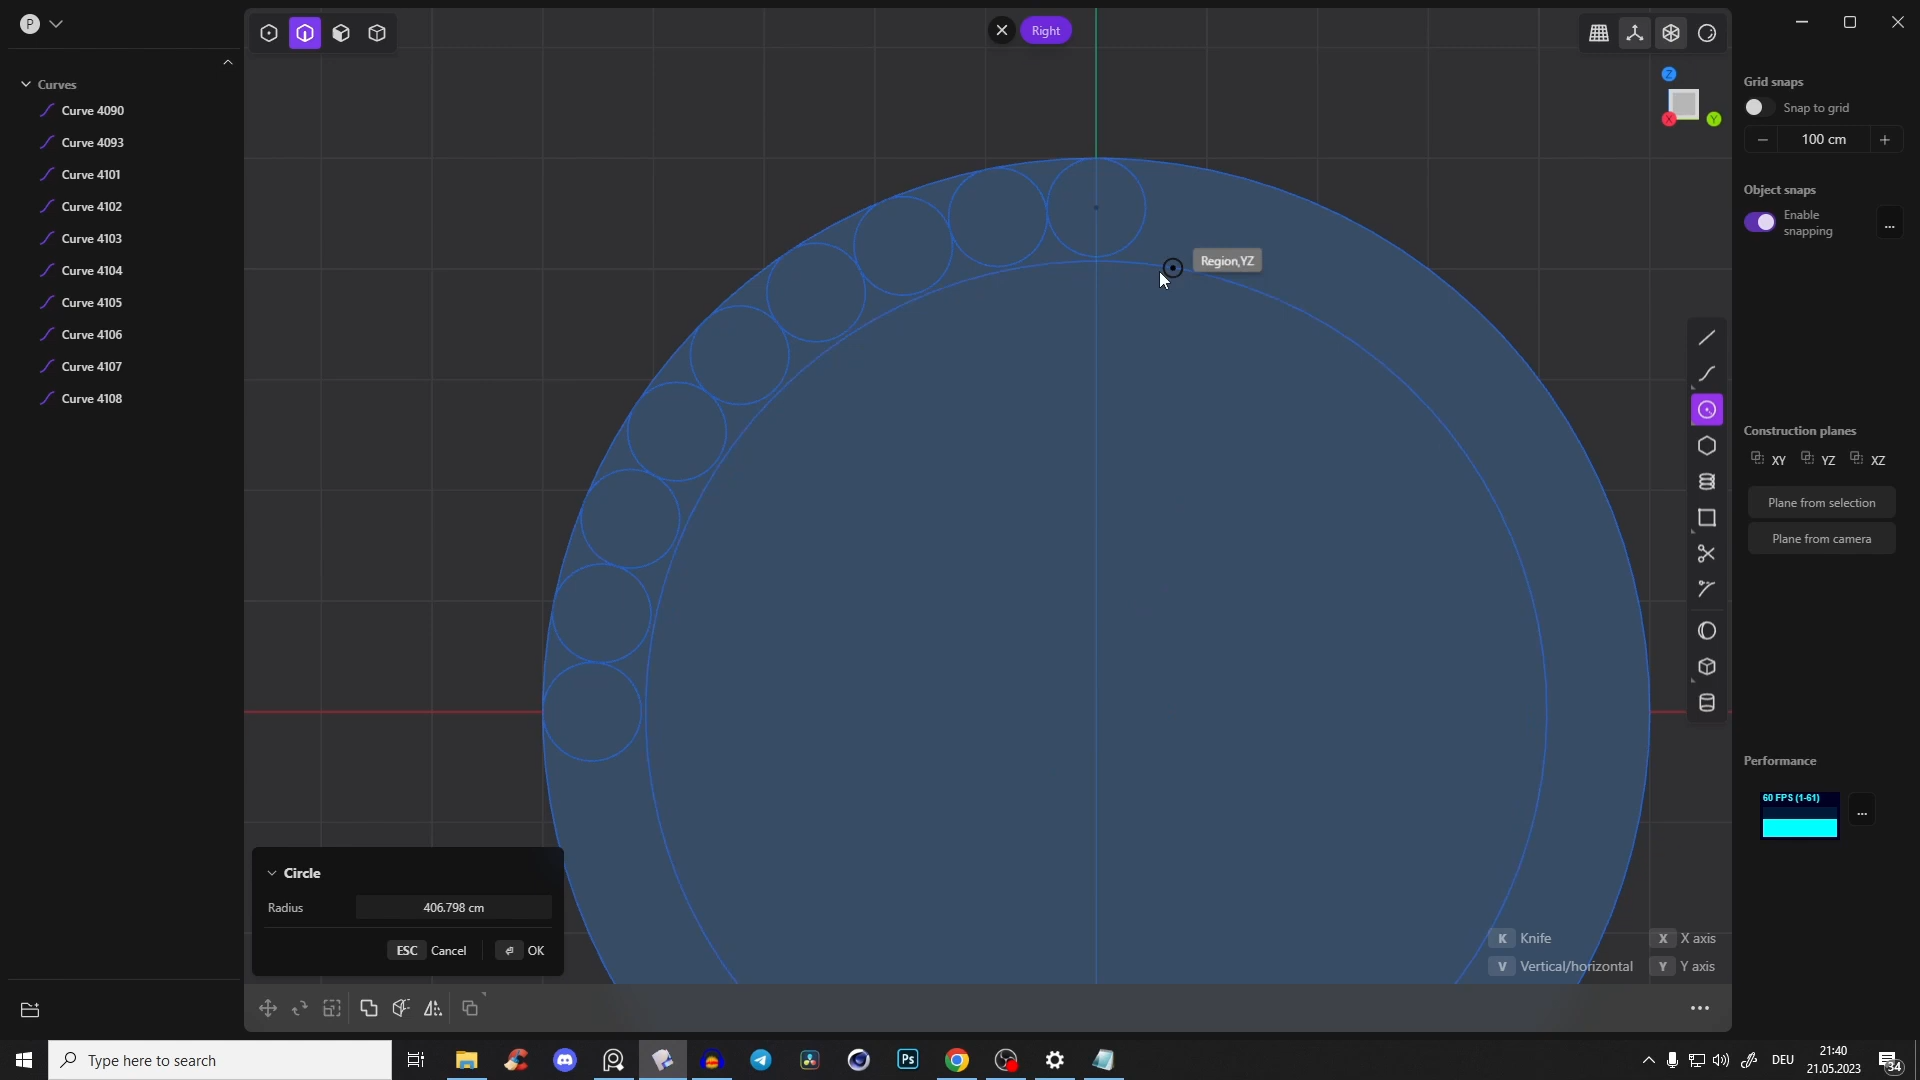 P
Right
Curves
Curve 4090
Curve 4093
Curve 4101
Curve 4102
Curve 4103
Curve 4104
Curve 4105
Curve 4106
Curve 4107
Curve 4108
Region,YZ
Z
X
Y
Grid snaps
Snap to grid
100 cm
Object snaps
Enable
snapping
...
Construction planes
XY
YZ
XZ
Plane from selection
Plane from camera
Performance
60 FPS (1-61)
...
Circle
Radius
406.798 cm
ESC Cancel
OK
K Knife
X X axis
V Vertical/horizontal
Y Y axis
Type here to search
Ps
DEU
21:40
21.05.2023
34